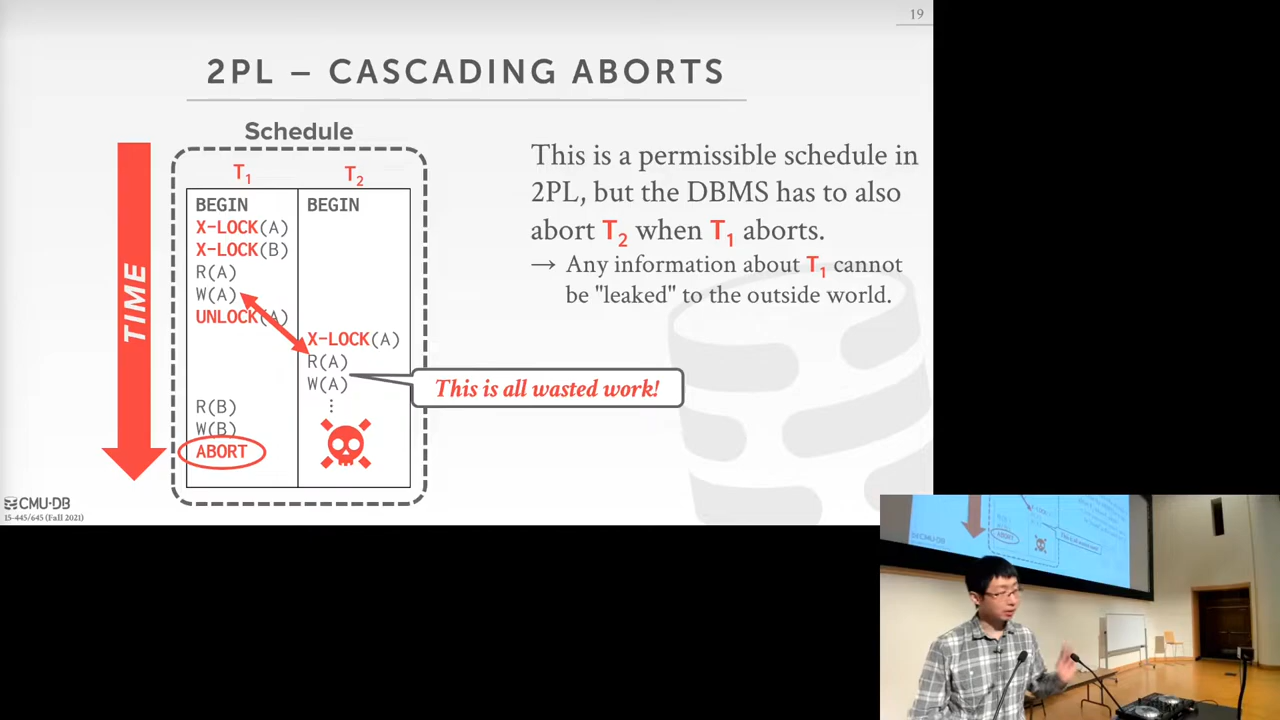 19
2PL – CASCADING ABORTS
Schedule
TIME
T1
T2
BEGIN
BEGIN
X-LOCK(A)
X-LOCK(B)
R(A)
W(A)
UNLOCK(A)
X-LOCK(A)
R(A)
W(A)
⋮
R(B)
W(B)
ABORT
This is a permissible schedule in
2PL, but the DBMS has to also
abort T2 when T1 aborts.
→ Any information about T1 cannot
be "leaked" to the outside world.
This is all wasted work!
CMU·DB
15-445/645 (Fall 2021)
ABORT